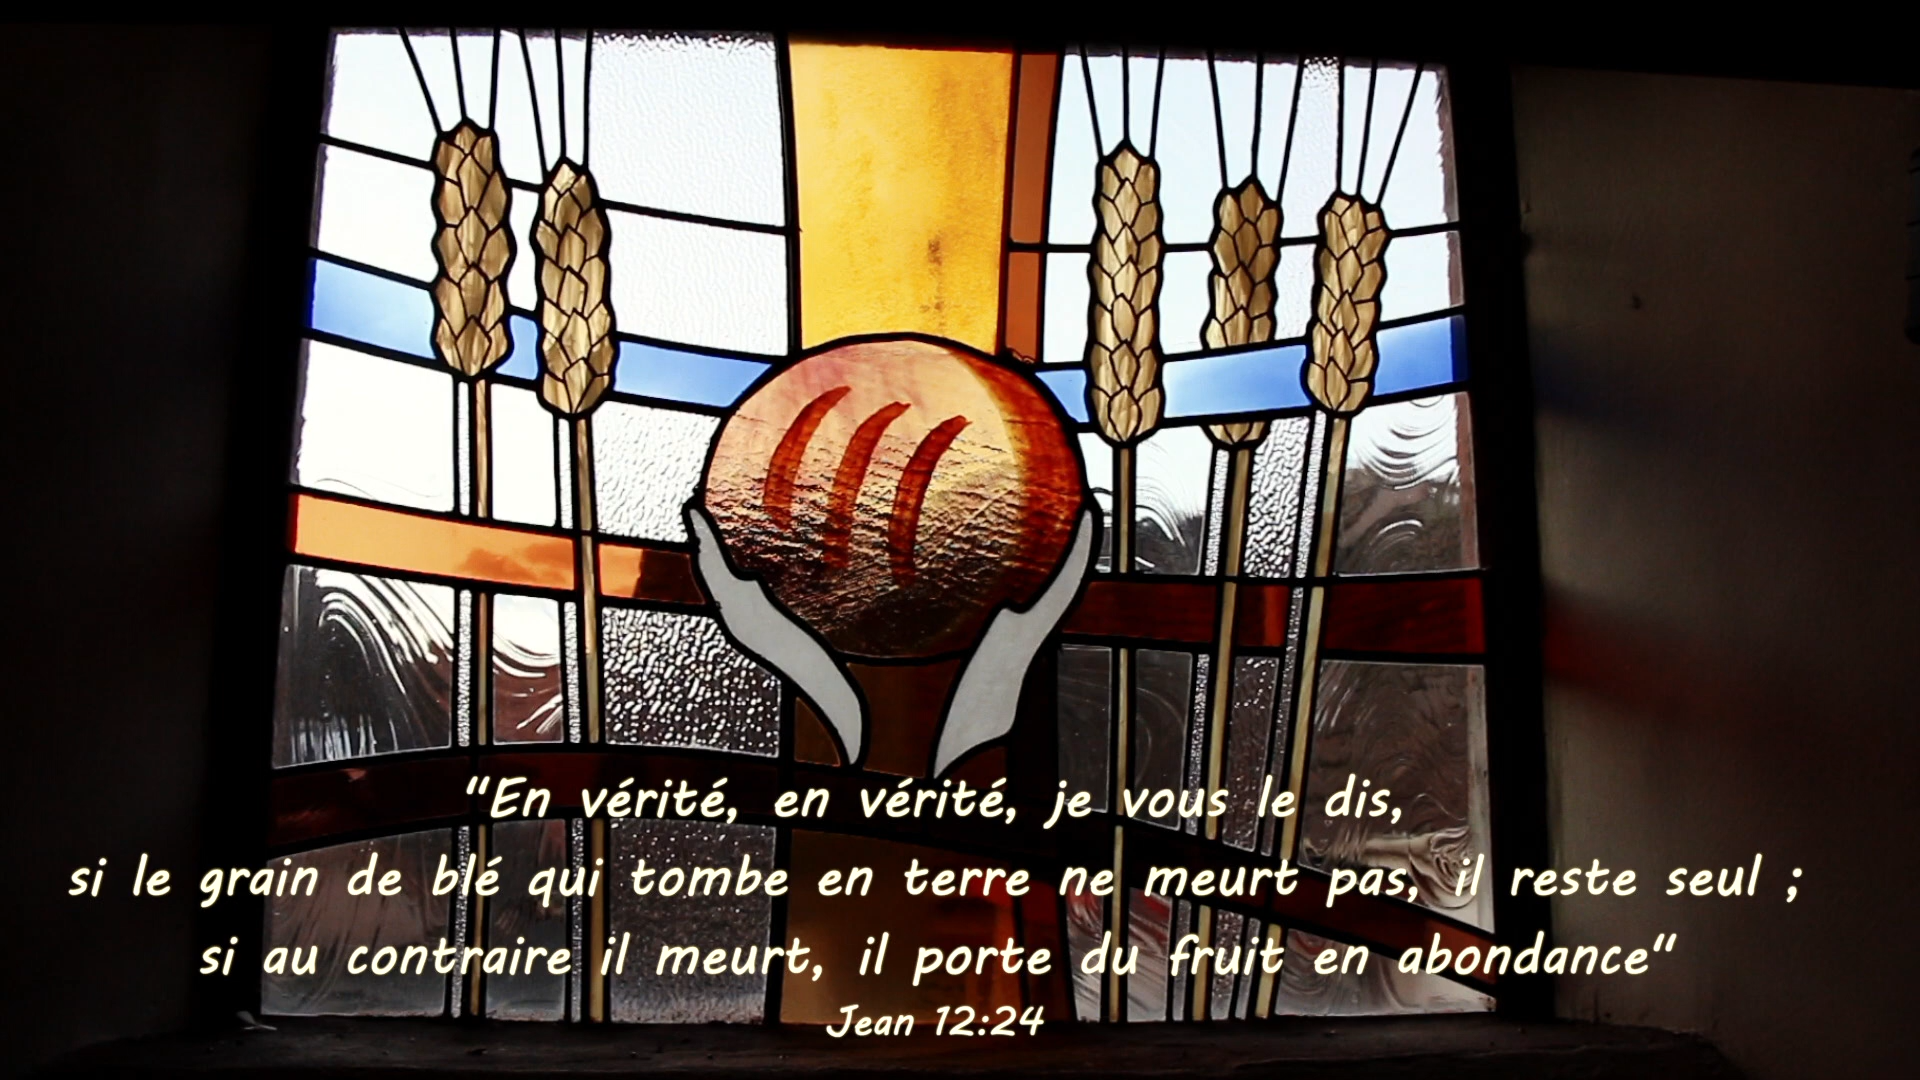 “En vérité, en vérité, je vous le dis,
si le grain de blé qui tombe en terre ne meurt pas, il reste seul ;
si au contraire il meurt, il porte du fruit en abondance“
Jean 12:24